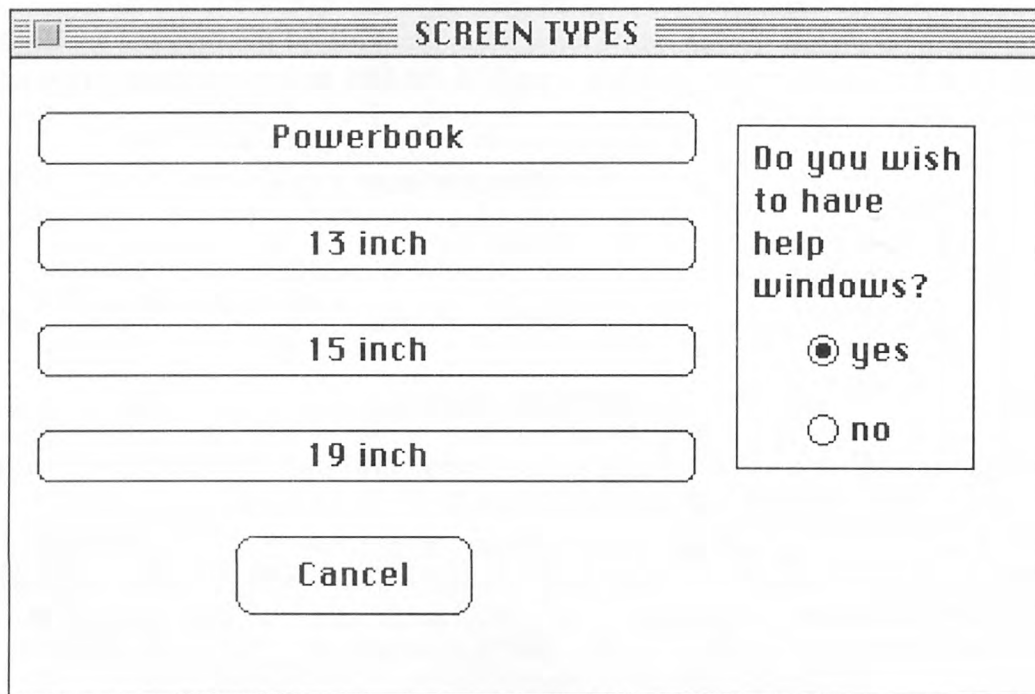 SCREEN TYPES
Powerbook
13 inch
15 inch
19 inch
Cancel
Do you wish
to have
help
windows?
yes
no